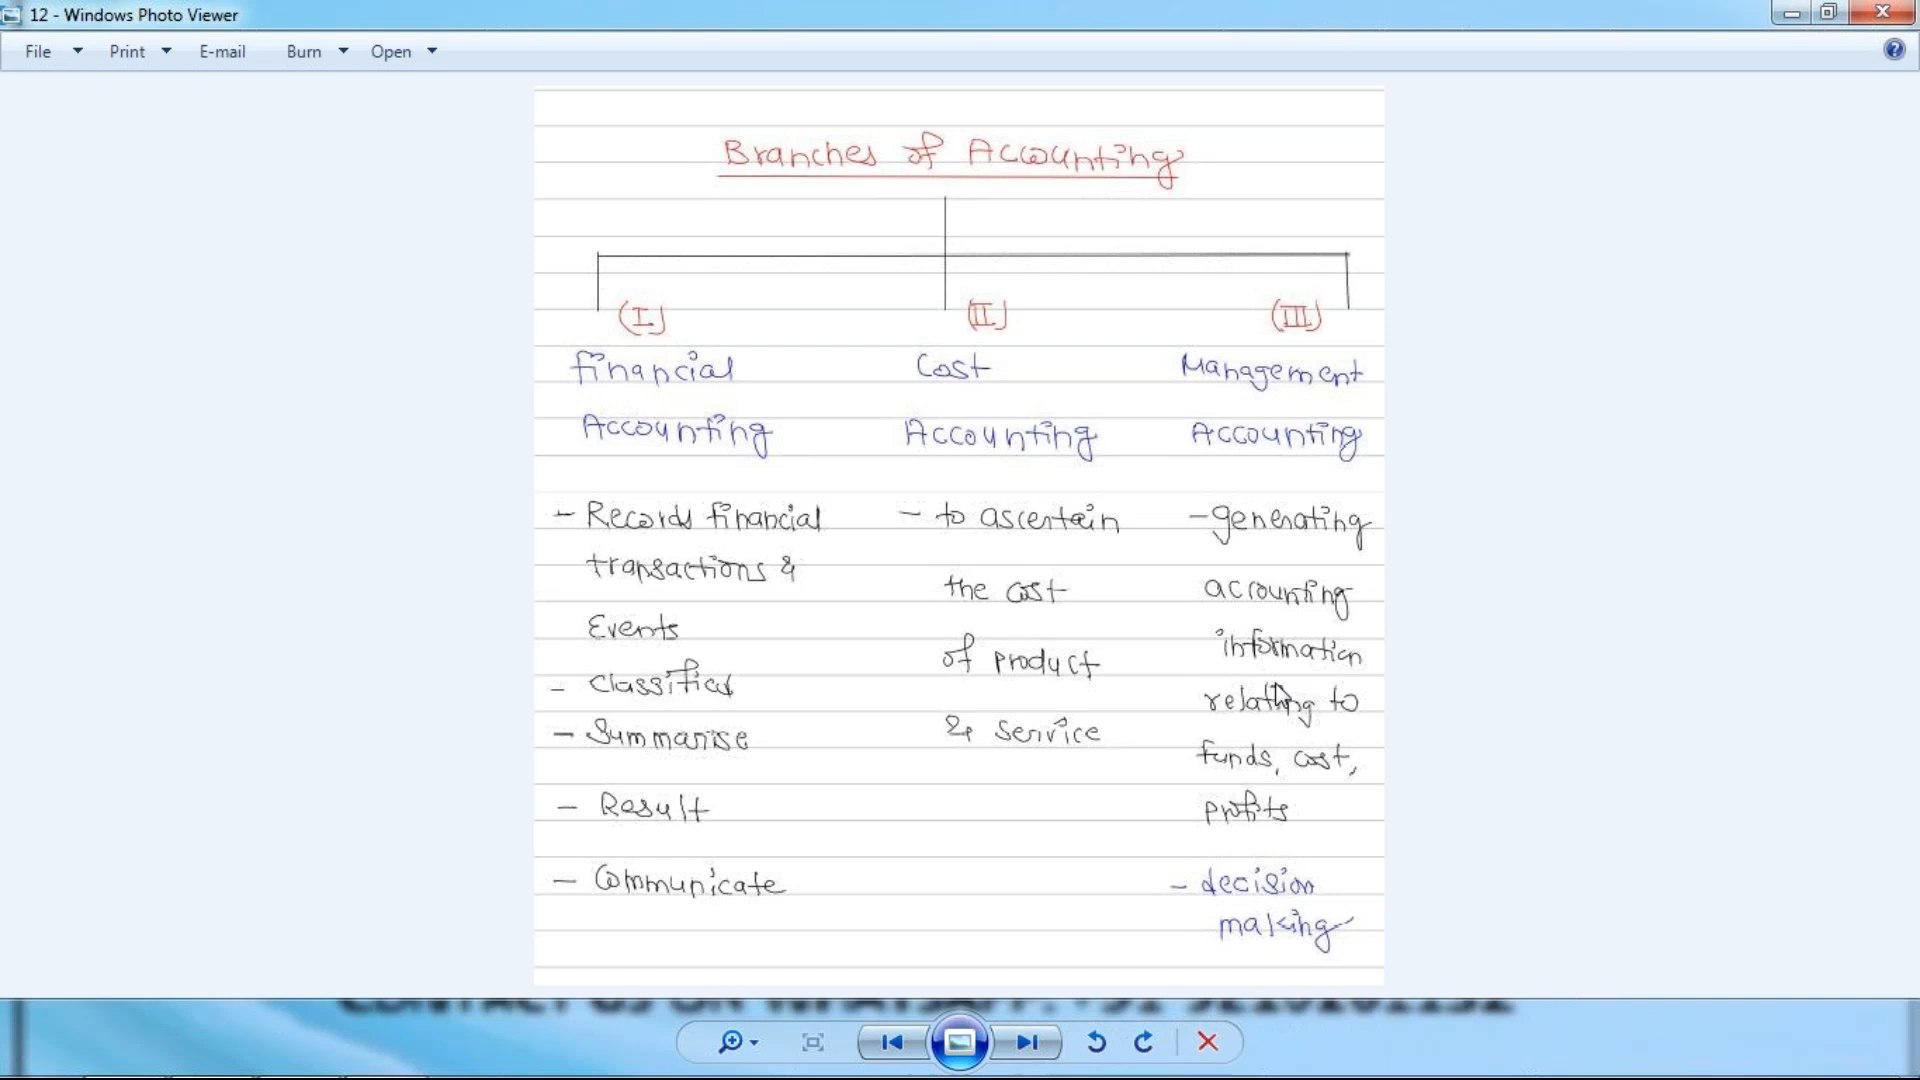 12 - Windows Photo Viewer
File Print E-mail Burn Open
Branches of Accounting
(I) (II) (III)
Financial Cost Management
Accounting Accounting Accounting
- Records financial
transactions &
Events
- Classified
- Summarise
- Result
- Communicate
- to ascertain
the cost
of product
& service
- generating
accounting
information
relating to
funds, cost,
profits
- decision
making